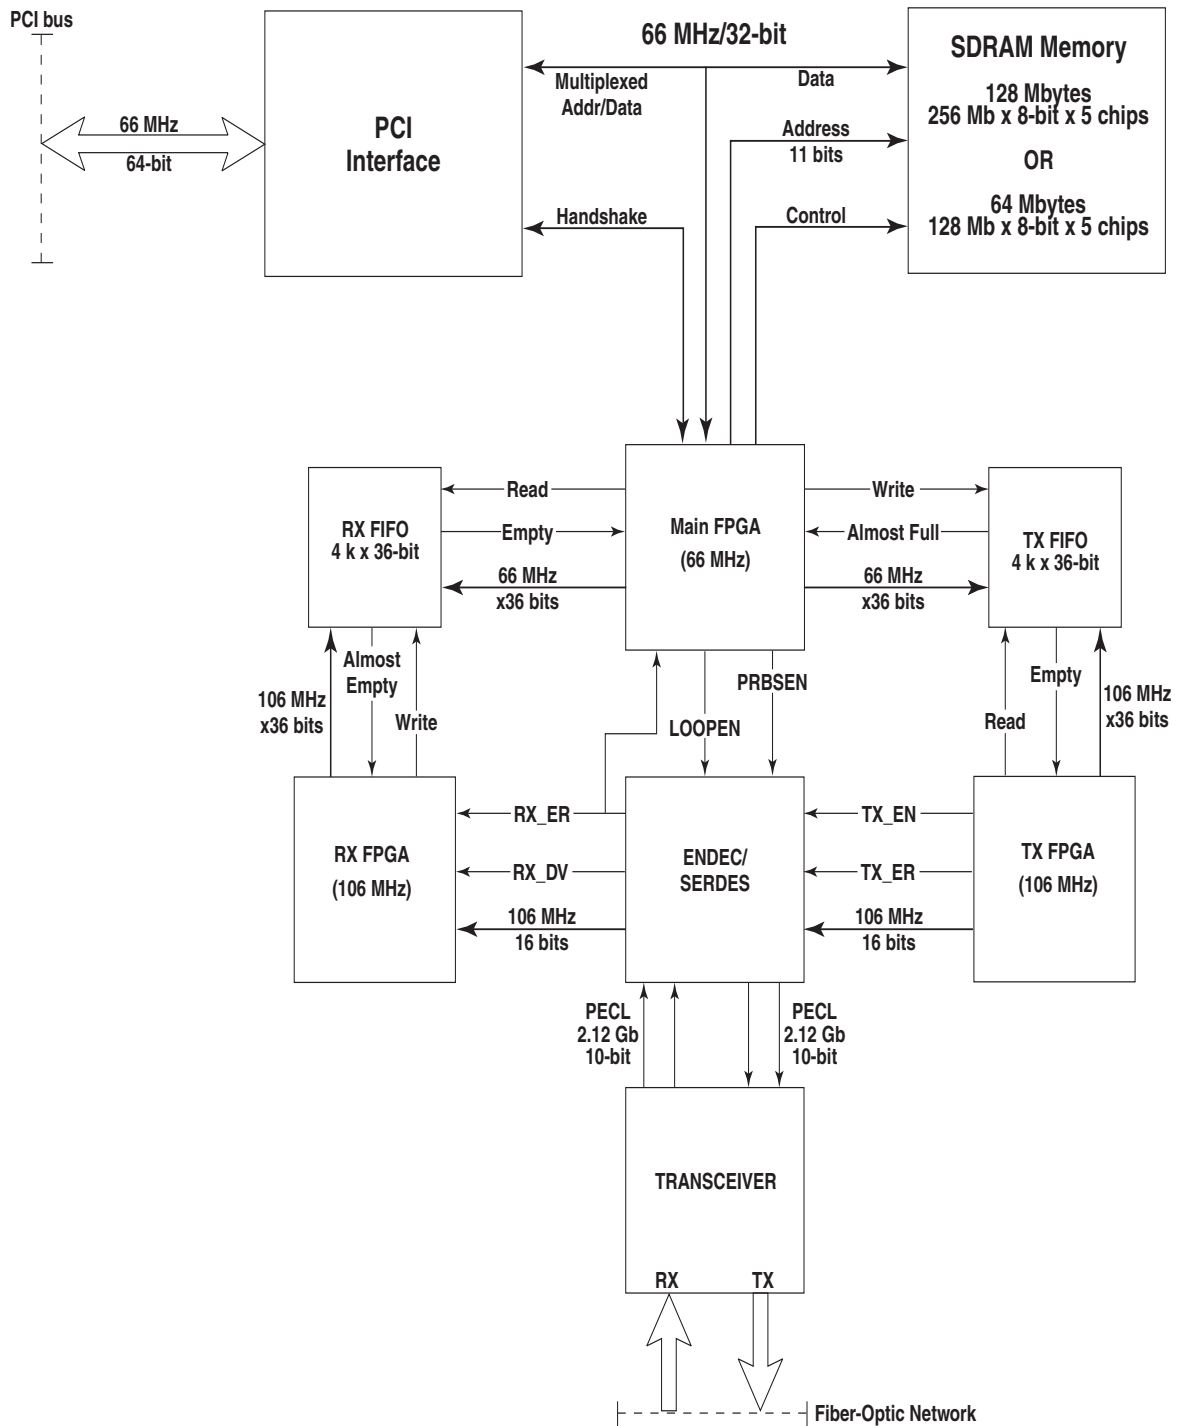 PCI bus
66 MHz
64-bit
PCI
Interface
66 MHz/32-bit
Multiplexed
Addr/Data
Data
Address
11 bits
Handshake
Control
SDRAM Memory
128 Mbytes
256 Mb x 8-bit x 5 chips
OR
64 Mbytes
128 Mb x 8-bit x 5 chips
RX FIFO
4 k x 36-bit
Read
Empty
66 MHz
x36 bits
Main FPGA
(66 MHz)
Write
Almost Full
66 MHz
x36 bits
TX FIFO
4 k x 36-bit
106 MHz
x36 bits
Almost
Empty
Write
LOOPEN
PRBSEN
Read
Empty
106 MHz
x36 bits
RX FPGA
(106 MHz)
RX_ER
RX_DV
106 MHz
16 bits
ENDEC/
SERDES
TX_EN
TX_ER
106 MHz
16 bits
TX FPGA
(106 MHz)
PECL
2.12 Gb
10-bit
PECL
2.12 Gb
10-bit
TRANSCEIVER
RX
TX
Fiber-Optic Network